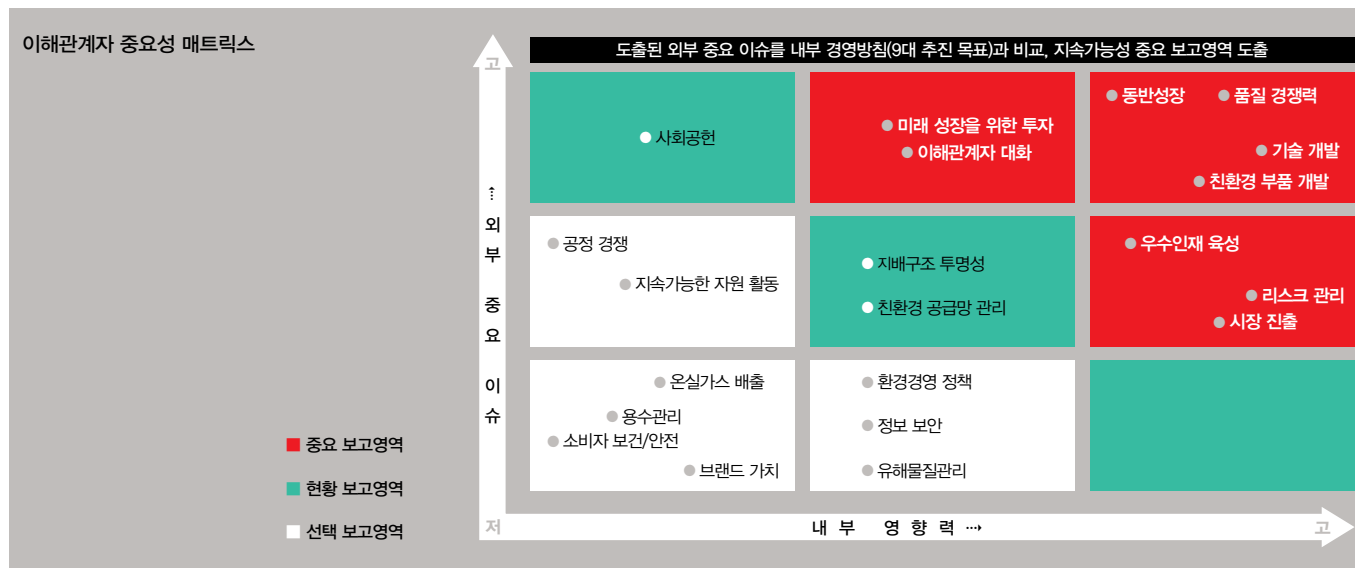 이해관계자 중요성 매트릭스
도출된 외부 중요 이슈를 내부 경영방침(9대 추진 목표)과 비교, 지속가능성 중요 보고영역 도출
고
사회공헌
미래 성장을 위한 투자
이해관계자 대화
동반성장
품질 경쟁력
기술 개발
친환경 부품 개발
외부 중요 이슈
공정 경쟁
지속가능한 자원 활동
지배구조 투명성
친환경 공급망 관리
우수인재 육성
리스크 관리
시장 진출
온실가스 배출
용수관리
소비자 보건/안전
브랜드 가치
환경경영 정책
정보 보안
유해물질관리
중요 보고영역
현황 보고영역
선택 보고영역
저
내부 영향력
고